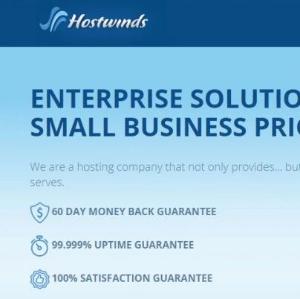 Hostwinds
ENTERPRISE SOLUTIO
SMALL BUSINESS PRI
We are a hosting company that not only provides... but
serves.
60 DAY MONEY BACK GUARANTEE
99.999% UPTIME GUARANTEE
100% SATISFACTION GUARANTEE